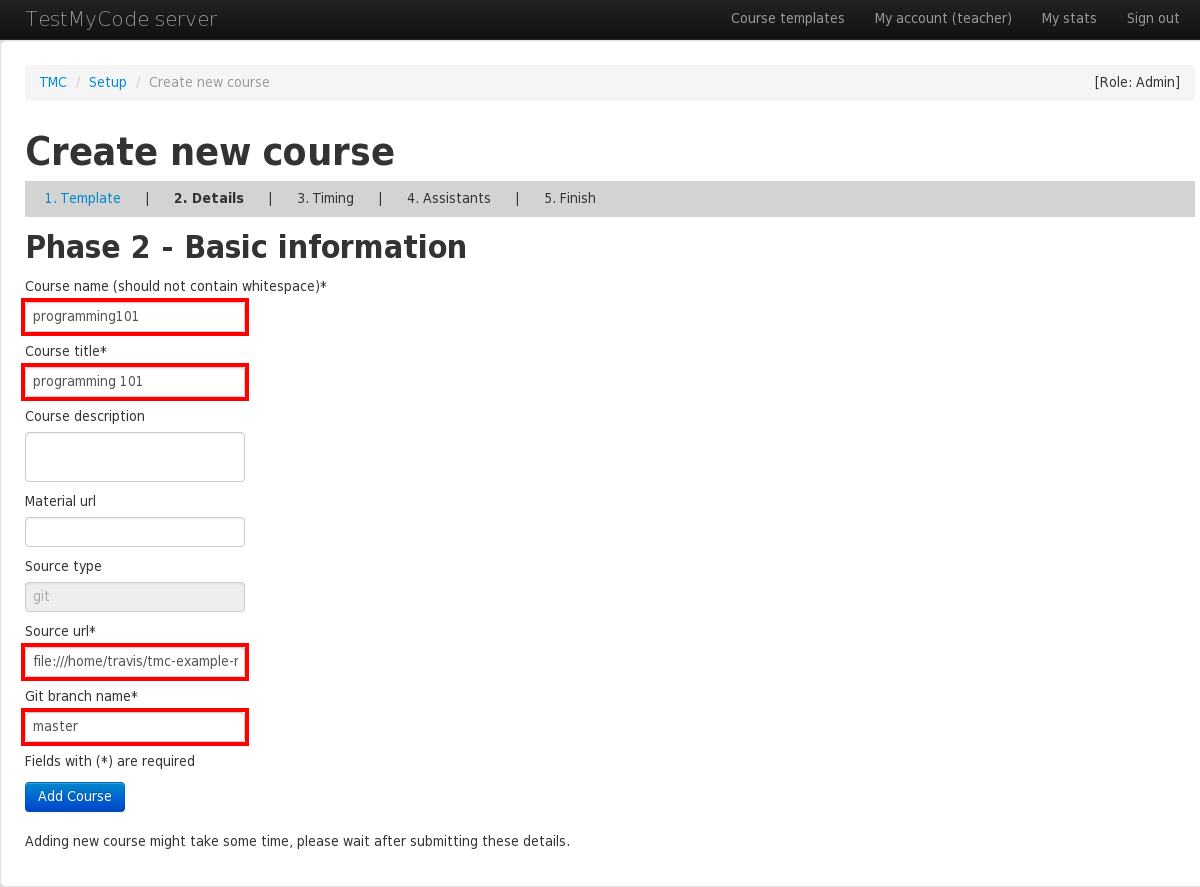 TestMyCode server Course templates My account (teacher) My stats Sign out
TMC / Setup / Create new course [Role: Admin]
Create new course
1. Template | 2. Details | 3. Timing | 4. Assistants | 5. Finish
Phase 2 - Basic information
Course name (should not contain whitespace)*
programming101
Course title*
programming 101
Course description
Material url
Source type
git
Source url*
file:///home/travis/tmc-example-r
Git branch name*
master
Fields with (*) are required
Add Course
Adding new course might take some time, please wait after submitting these details.